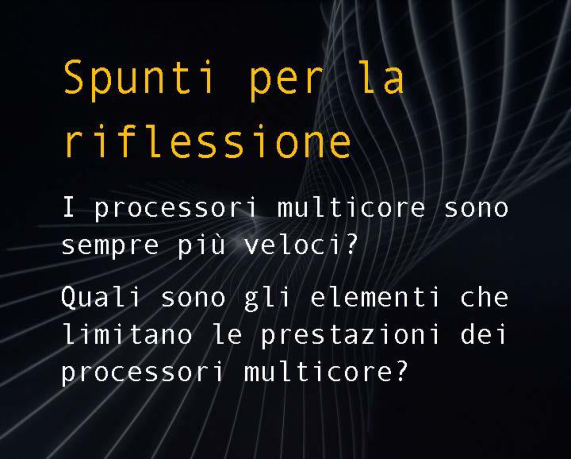 Spunti per la
riflessione
I processori multicore sono
sempre più veloci?
Quali sono gli elementi che
limitano le prestazioni dei
processori multicore?